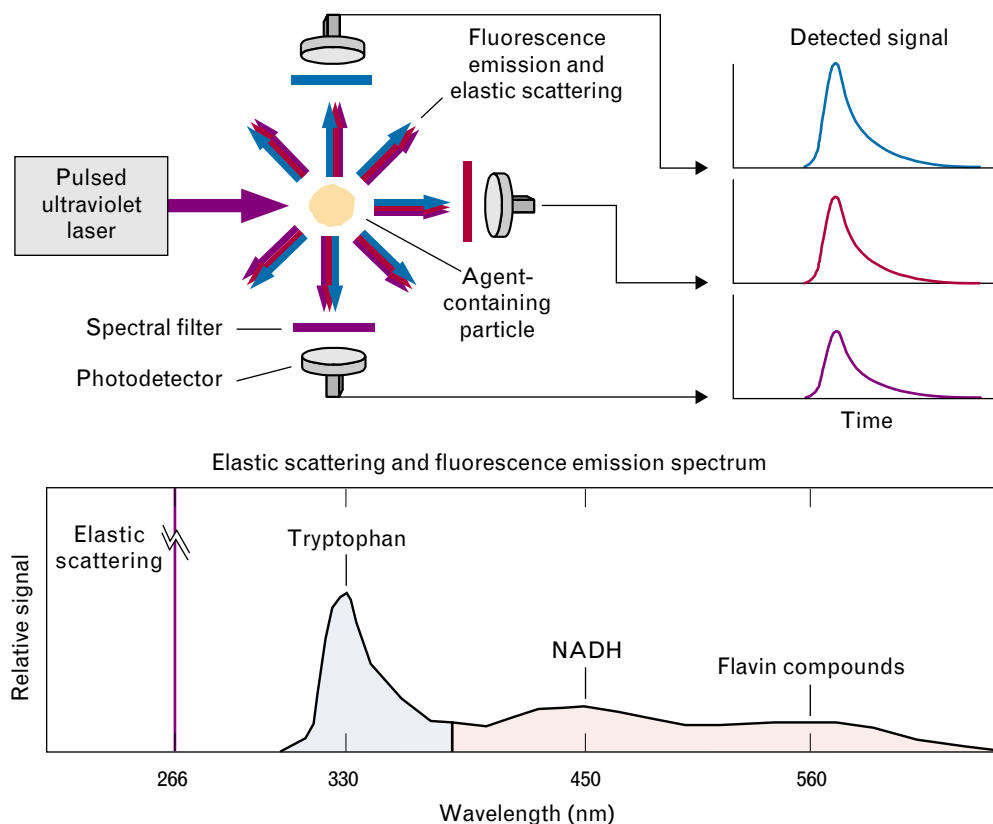 Fluorescence
emission and
elastic scattering
Detected signal
Pulsed
ultraviolet
laser
Agent-
containing
particle
Spectral filter
Photodetector
Time
Elastic scattering and fluorescence emission spectrum
Relative signal
Elastic
scattering
Tryptophan
NADH
Flavin compounds
266
330
450
560
Wavelength (nm)